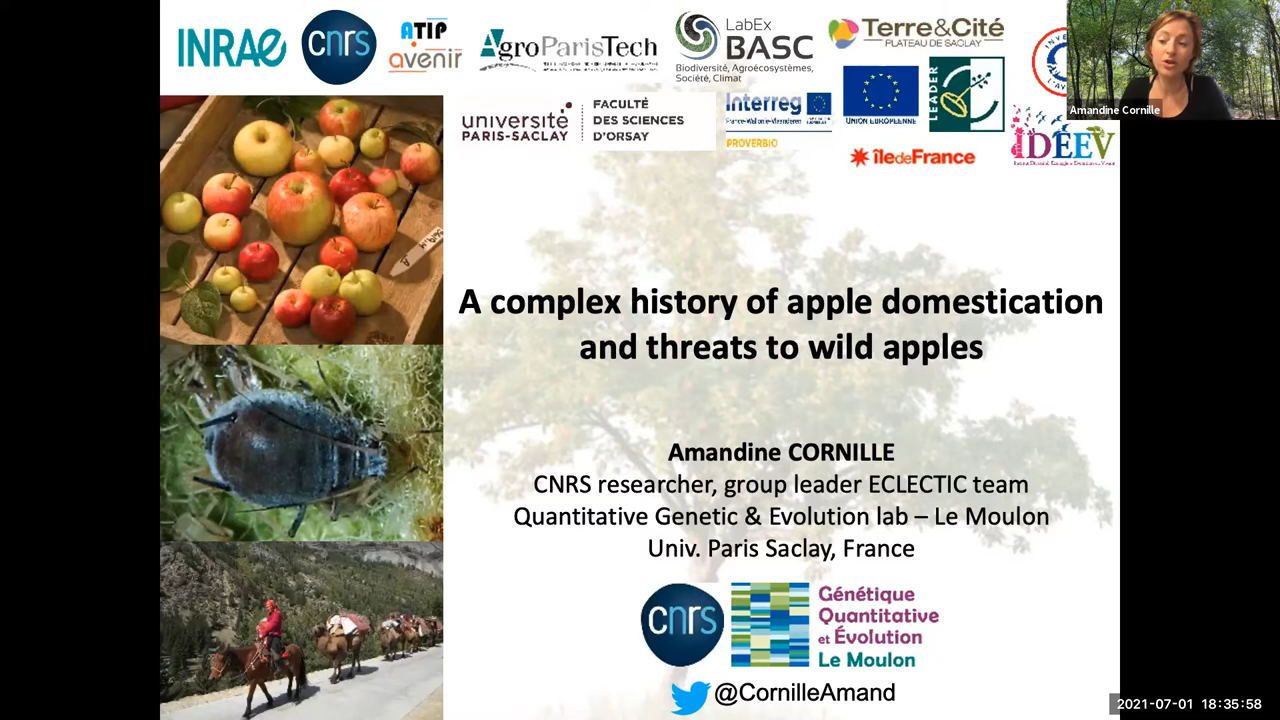 INRAE
cnrs
ATIP
avenir
AgroParisTech
LabEx
BASC
Biodiversité, Agroécosystèmes,
Société, Climat
Terre&Cité
PLATEAU DE SACLAY
Amandine Cornille
université
PARIS-SACLAY
FACULTÉ
DES SCIENCES
D'ORSAY
Interreg
France-Wallonie-Vlaanderen
PROVERBIO
UNION EUROPÉENNE
LEADER
îledeFrance
IDEEV
A complex history of apple domestication
and threats to wild apples
Amandine CORNILLE
CNRS researcher, group leader ECLECTIC team
Quantitative Genetic & Evolution lab – Le Moulon
Univ. Paris Saclay, France
cnrs
Génétique
Quantitative
et Évolution
Le Moulon
@CornilleAmand
2021-07-01 18:35:58